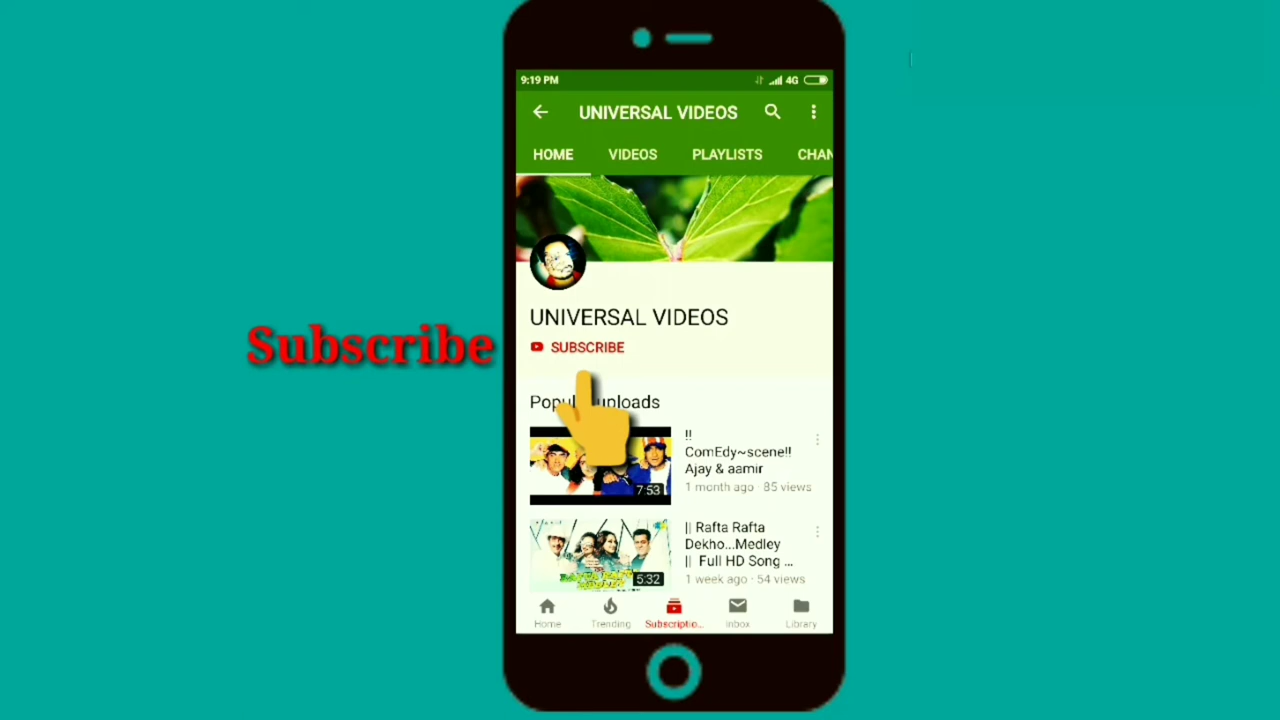 9:19 PM 4G
UNIVERSAL VIDEOS
HOME VIDEOS PLAYLISTS CHAN
UNIVERSAL VIDEOS
Subscribe
SUBSCRIBE
uploads
!!
ComEdy~scene!!
Ajay & aamir
7:53
1 month ago · 85 views
|| Rafta Rafta
Dekho...Medley
|| Full HD Song ...
5:32
1 week ago · 54 views
Home Trending Subscriptio... Inbox Library